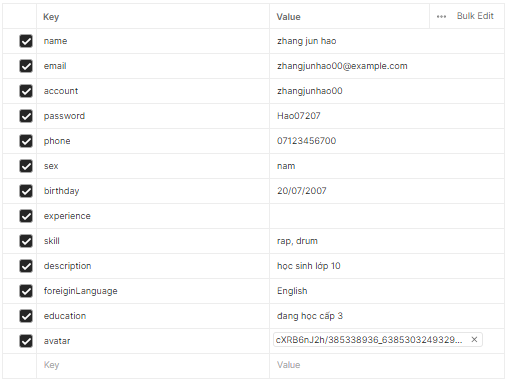 Key Value ••• Bulk Edit
name zhang jun hao
email zhangjunhao00@example.com
account zhangjunhao00
password Hao07207
phone 07123456700
sex nam
birthday 20/07/2007
experience
skill rap, drum
description học sinh lớp 10
foreiginLanguage English
education đang học cấp 3
avatar cXRB6nJ2h/385338936_6385303249329... ×
Key Value